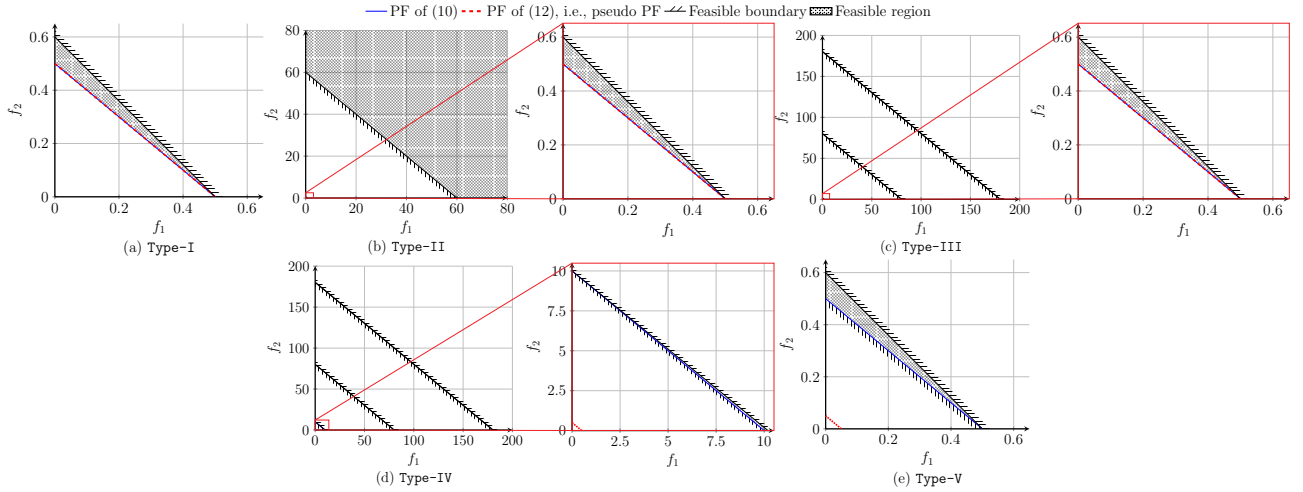 PF of (10) PF of (12), i.e., pseudo PF Feasible boundary Feasible region
0.6
0.4
0.2
0
0 0.2 0.4 0.6
f2
f1
(a) Type-I
80
60
40
20
0
0 20 40 60 80
f2
f1
0.6
0.4
0.2
0
0 0.2 0.4 0.6
f2
f1
(b) Type-II
200
150
100
50
0
0 50 100 150 200
f2
f1
0.6
0.4
0.2
0
0 0.2 0.4 0.6
f2
f1
(c) Type-III
200
150
100
50
0
0 50 100 150 200
f2
f1
10
7.5
5
2.5
0
0 2.5 5 7.5 10
f2
f1
(d) Type-IV
0.6
0.4
0.2
0
0 0.2 0.4 0.6
f2
f1
(e) Type-V